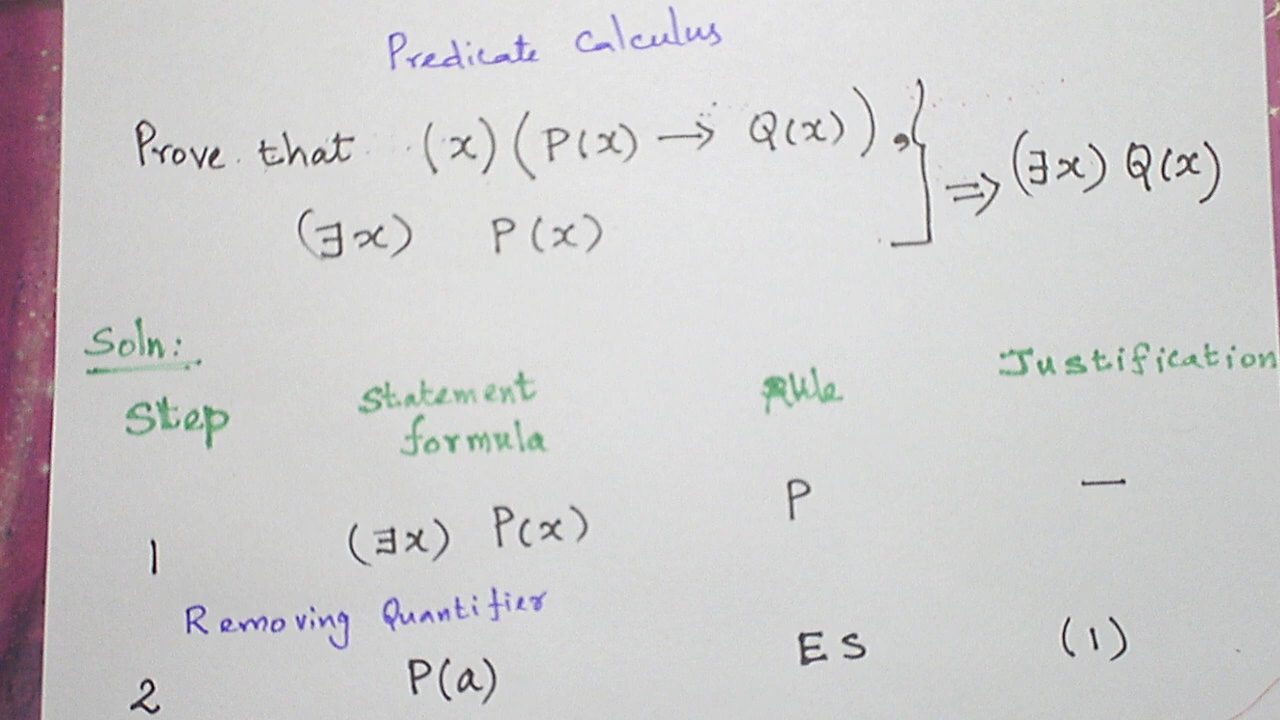 Predicate Calculus
Prove that (x)(P(x) → Q(x)), } ⇒ (∃x) Q(x)
(∃x) P(x)
Soln:
Step Statement formula Rule Justification
1 (∃x) P(x) P —
Removing Quantifier
2 P(a) ES (1)